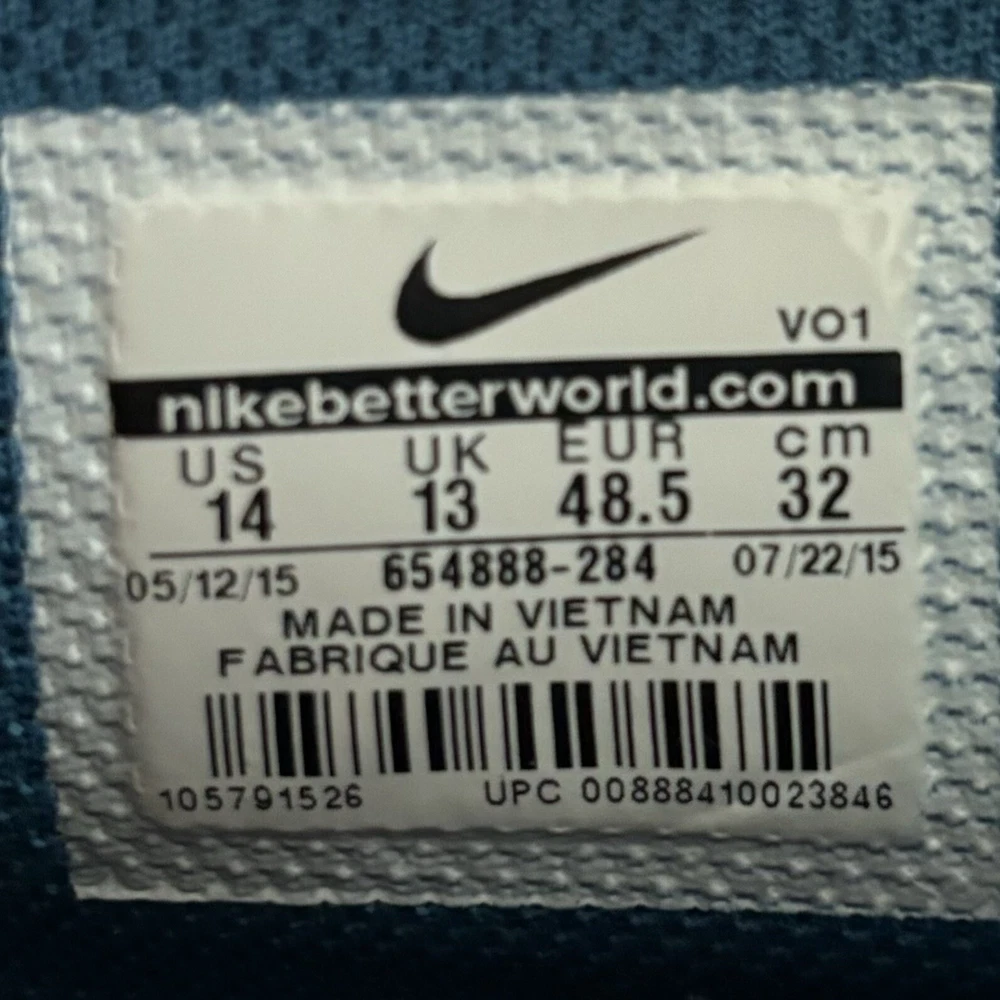 VO1
nikebetterworld.com
US UK EUR cm
14 13 48.5 32
05/12/15 654888-284 07/22/15
MADE IN VIETNAM
FABRIQUE AU VIETNAM
105791526 UPC 00888410023846